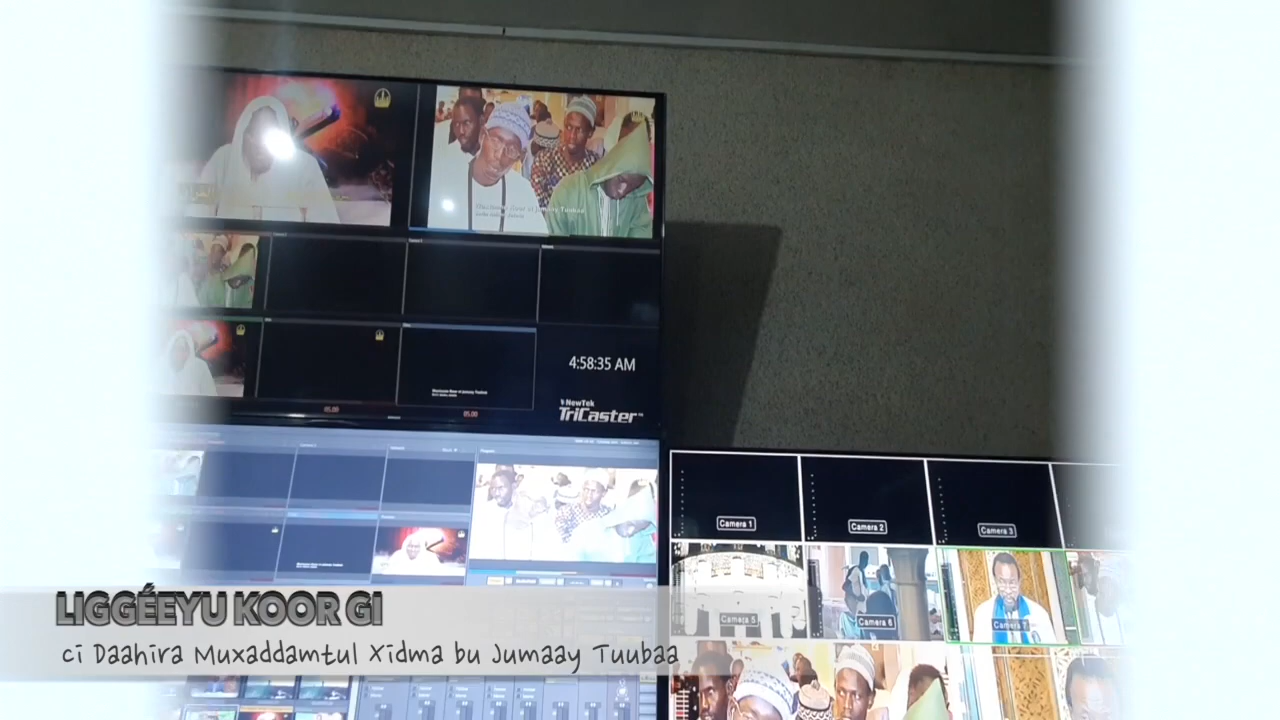 4:58:35 AM
NewTek
TriCaster
Camera 1
Camera 2
Camera 3
Camera 5
Camera 6
Camera 7
LIGGÉEYU KOOR GI
ci Daahira Muxaddamtul Xidma bu Jumaay Tuubaa